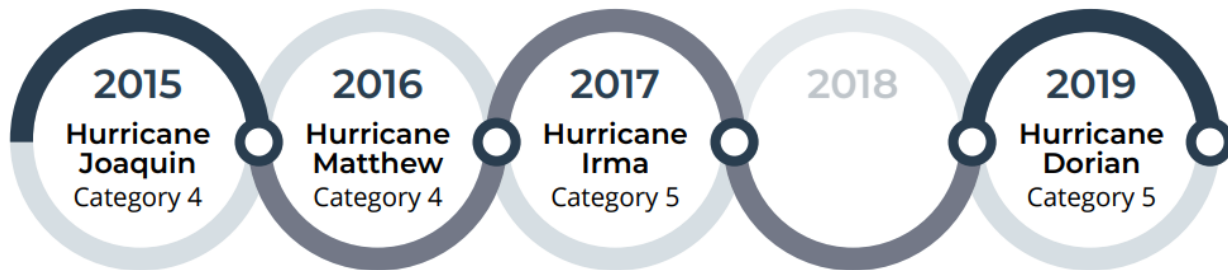 2015
Hurricane
Joaquin
Category 4
2016
Hurricane
Matthew
Category 4
2017
Hurricane
Irma
Category 5
2018
2019
Hurricane
Dorian
Category 5